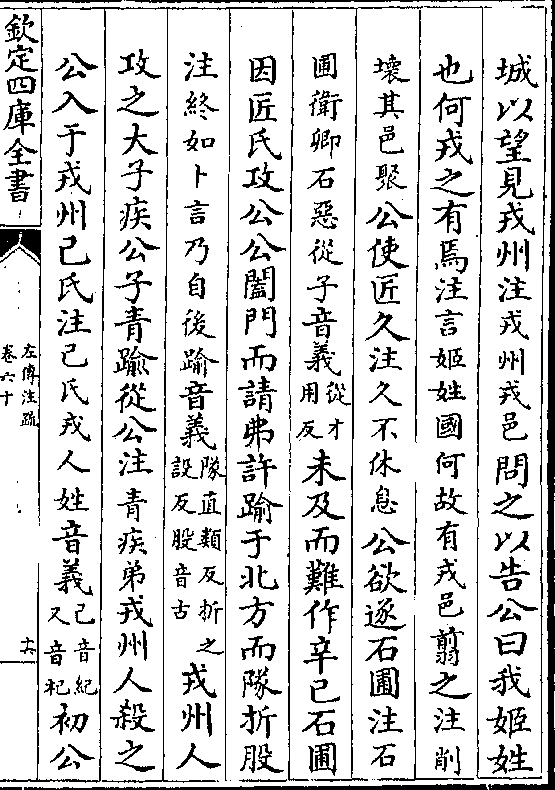 城以望見戎州注戎州戎邑問之以告公曰我姬姓
也何戎之有焉注言姬姓國何故有戎邑翦之注削
壞其邑聚公使匠久注久不休息公欲逐石圃注石
圃衛卿石惡從子音義從才用反未及而難作辛已石圃
因匠氏攻公公闔門而請弗許踰于北方而隊折股
注終如卜言乃自後踰音義隊直類反折之設反股音古戎州人
攻之大子疾公子青踰從公注青疾弟戎州人殺之
公入于戎州己氏注己氏戎人姓音義己音紀又音杞初公
欽定四庫全書
左傳注疏
卷六十
十六